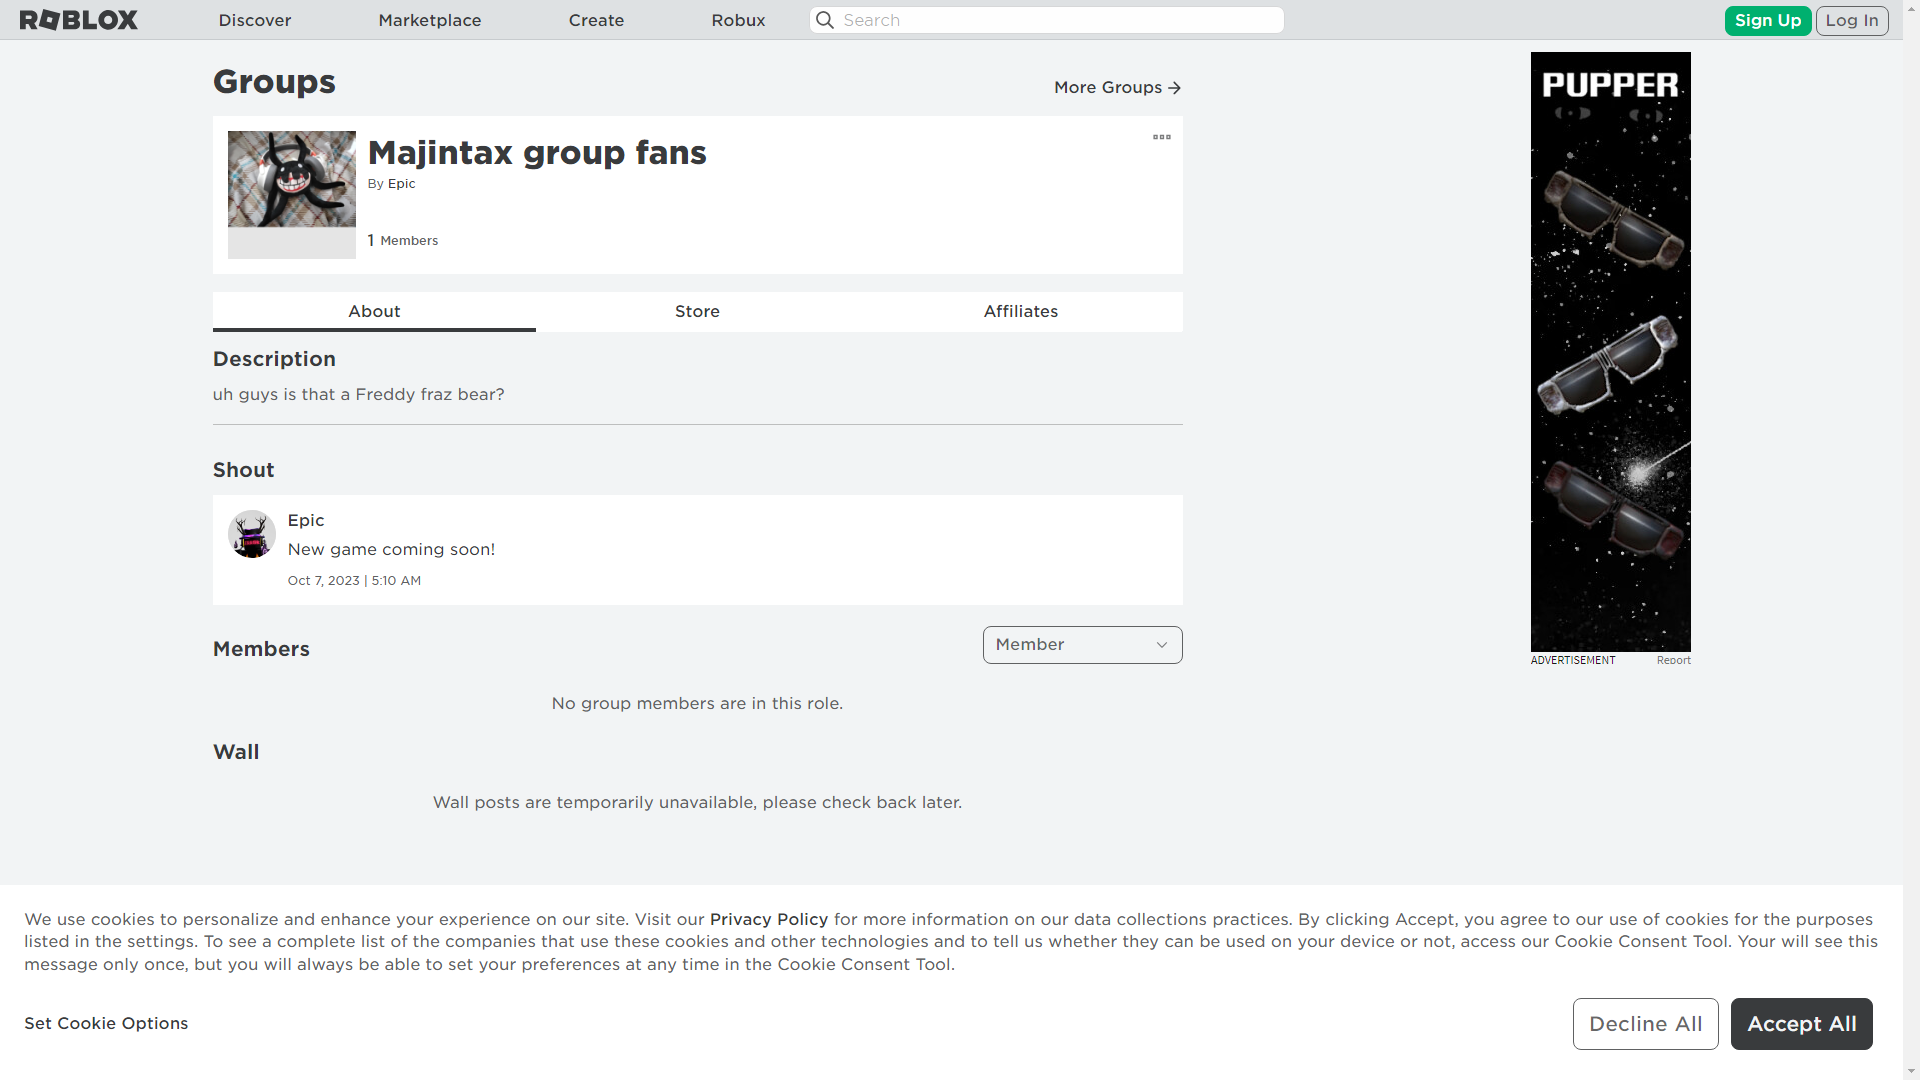 ROBLOX
Discover
Marketplace
Create
Robux
Search
Sign Up
Log In
Groups
More Groups
Majintax group fans
By Epic
1 Members
About
Store
Affiliates
Description
uh guys is that a Freddy fraz bear?
Shout
Epic
New game coming soon!
Oct 7, 2023 | 5:10 AM
Members
Member
No group members are in this role.
Wall
Wall posts are temporarily unavailable, please check back later.
PUPPER
ADVERTISEMENT
Report
We use cookies to personalize and enhance your experience on our site. Visit our Privacy Policy for more information on our data collections practices. By clicking Accept, you agree to our use of cookies for the purposes
listed in the settings. To see a complete list of the companies that use these cookies and other technologies and to tell us whether they can be used on your device or not, access our Cookie Consent Tool. Your will see this
message only once, but you will always be able to set your preferences at any time in the Cookie Consent Tool.
Set Cookie Options
Decline All
Accept All